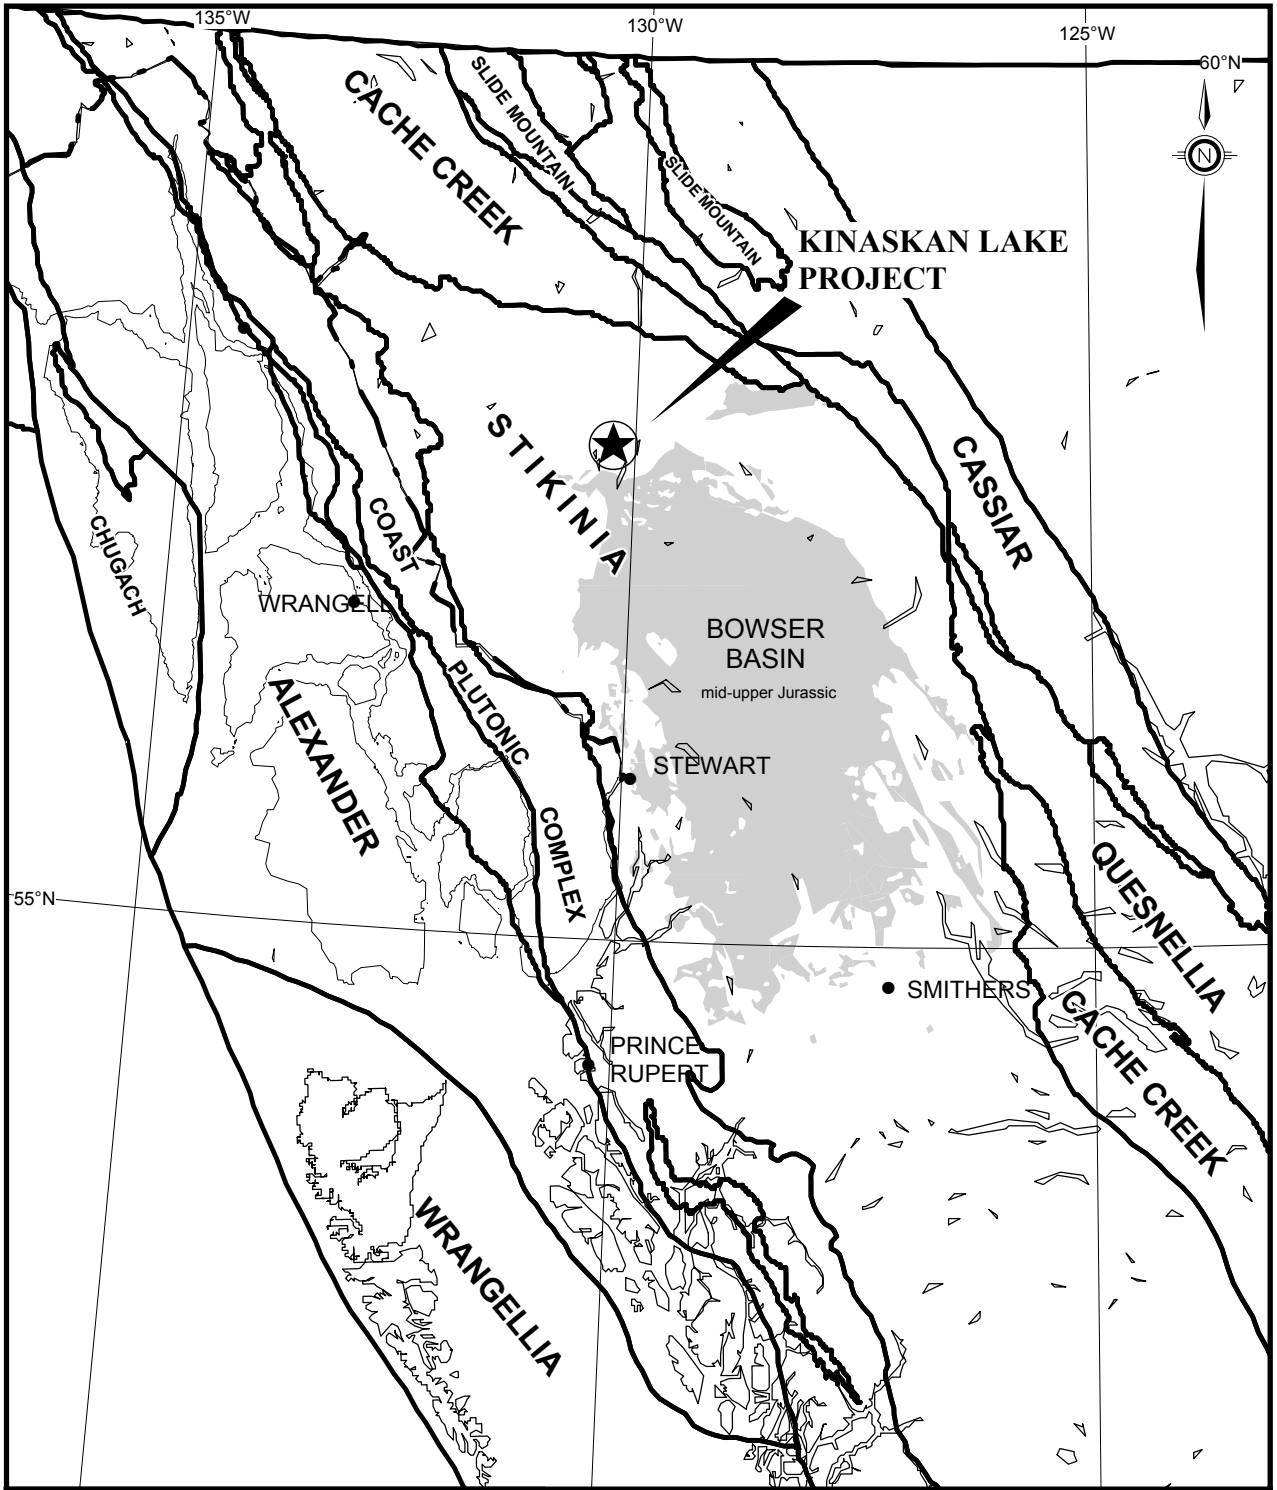 135°W
130°W
125°W
60°N
N
CACHE CREEK
SLIDE MOUNTAIN
SLIDE MOUNTAIN
KINASKAN LAKE
PROJECT
STIKINIA
CASSIAR
COAST
CHUGACH
WRANGELL
BOWSER
BASIN
mid-upper Jurassic
PLUTONIC
ALEXANDER
STEWART
COMPLEX
QUESNELLIA
55°N
SMITHERS
CACHE CREEK
PRINCE
RUPERT
WRANGELLIA